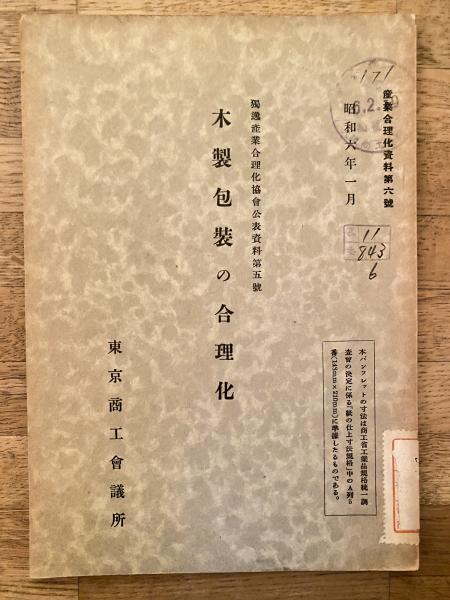 産業合理化資料第六號
昭和六年一月
171
6.2.
11
843
6
獨逸產業合理化協會公表資料第五號
木製包裝の合理化
東京商工會議所
本パンフレットの寸法は商工省工業品規格統一調
査會の決定に係る「紙の仕上寸法規格」中のA列5
番(148mm×210mm)に準據したるものである。